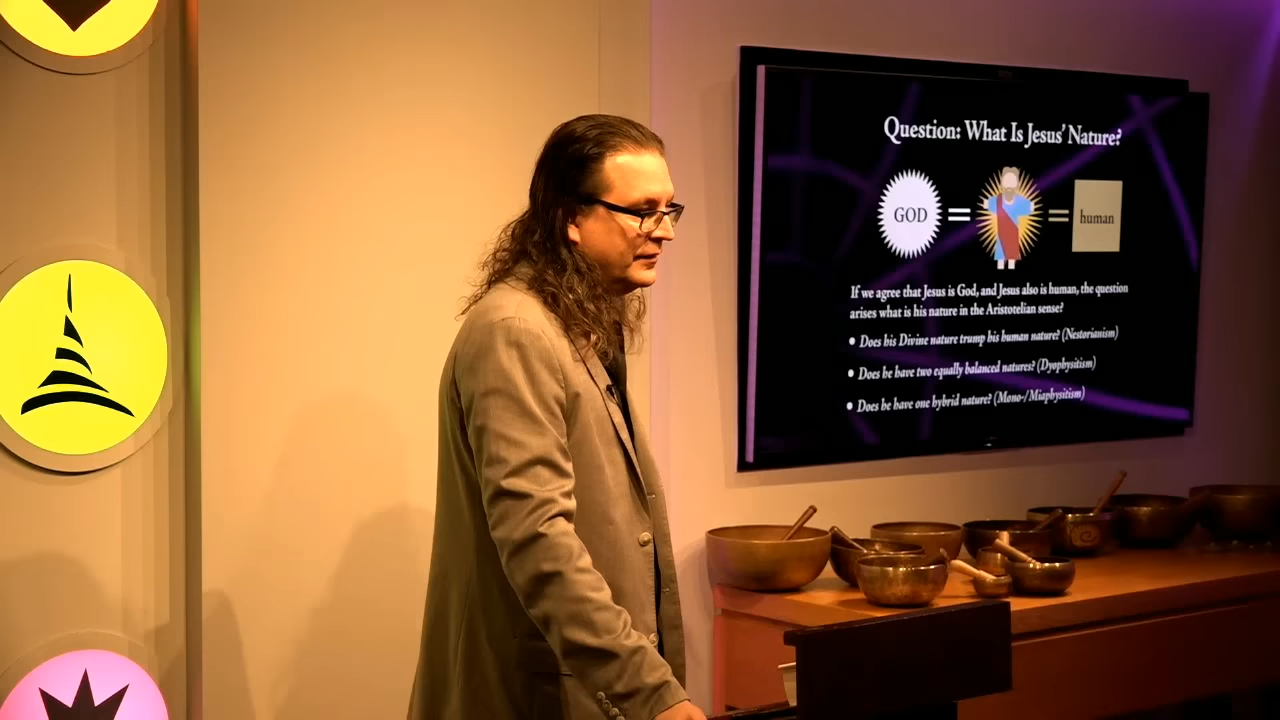 Question: What Is Jesus' Nature?
GOD = = human
If we agree that Jesus is God, and Jesus also is human, the question
arises what is his nature in the Aristotelian sense?
• Does his Divine nature trump his human nature? (Nestorianism)
• Does he have two equally balanced natures? (Dyophysitism)
• Does he have one hybrid nature? (Mono-/Miaphysitism)